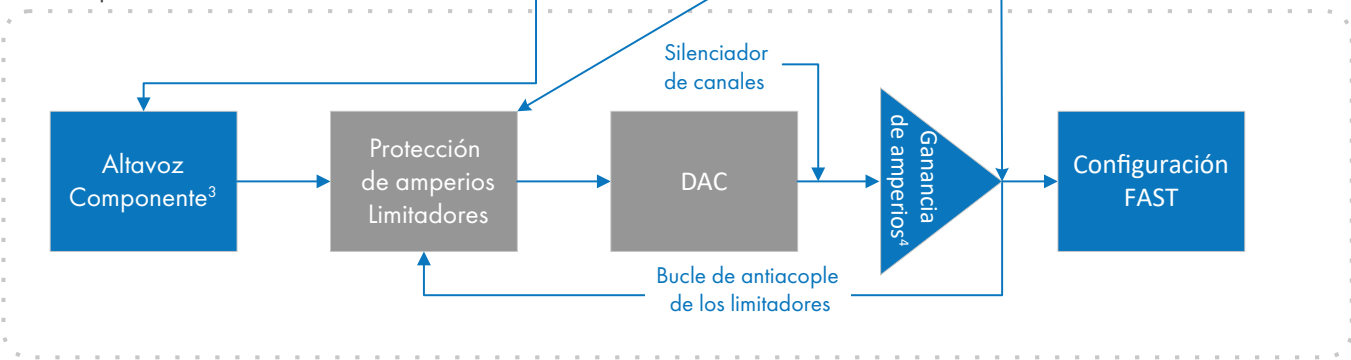 Altavoz
Componente³
Protección
de amperios
Limitadores
DAC
Silenciador
de canales
Ganancia
de amperios⁴
Configuración
FAST
Bucle de antiacople
de los limitadores